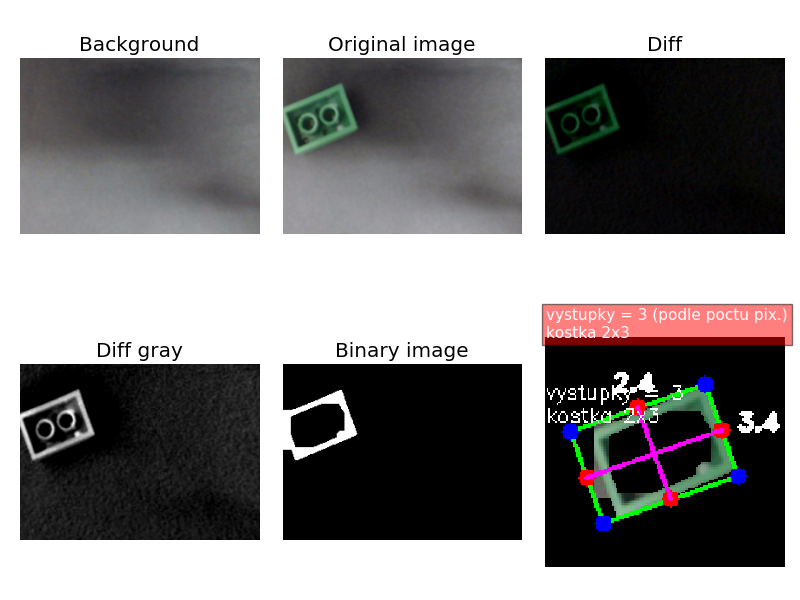 Background
Original image
Diff
Diff gray
Binary image
vystupky = 3 (podle poctu pix.)
kostka 2x3
2.4
vystupky = 3
kostka 2x3
3.4